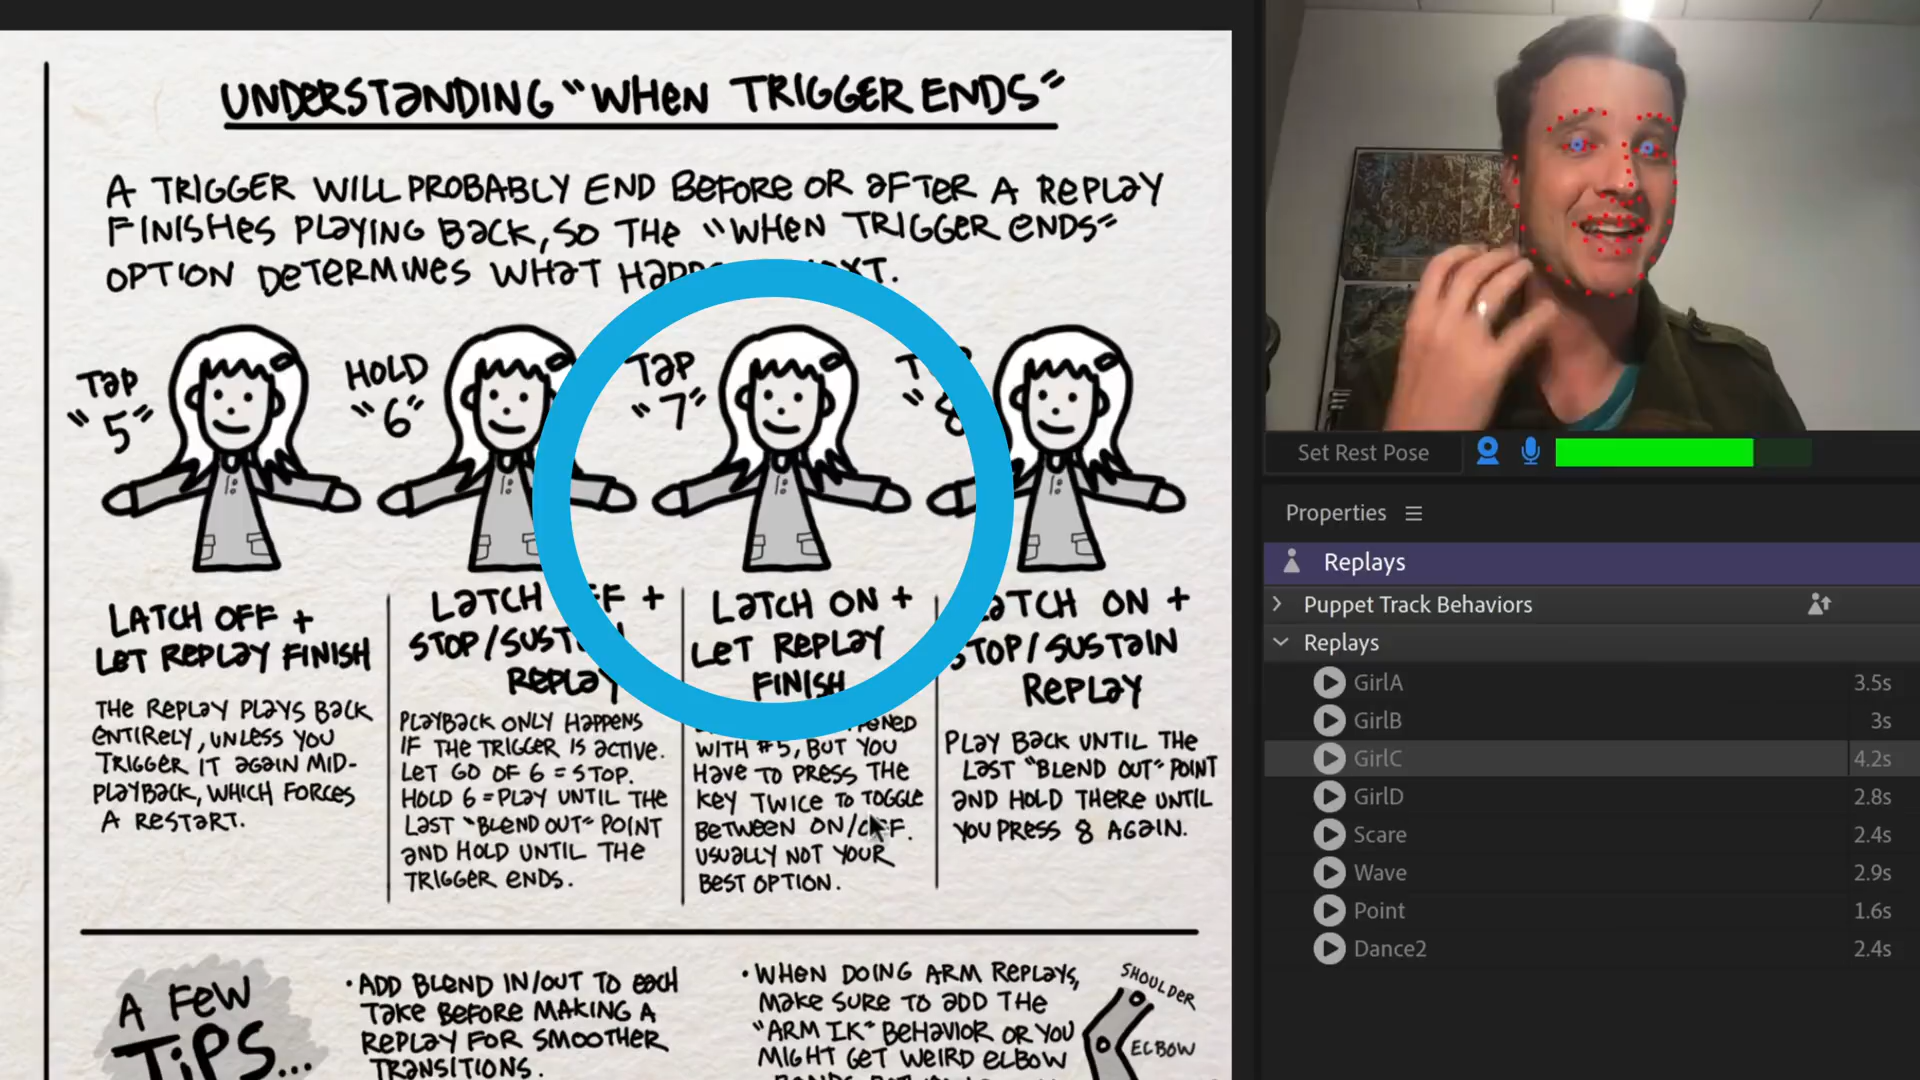 UNDERSTANDING "WHEN TRIGGER ENDS"
A TRIGGER WILL PROBABLY END BEFORE OR AFTER A REPLAY
FINISHES PLAYING BACK, SO THE "WHEN TRIGGER ENDS"
OPTION DETERMINES WHAT
TAP
"5"
HOLD
"6"
TAP
"7"
"8
LATCH OFF +
LET REPLAY FINISH
THE REPLAY PLAYS BACK
ENTIRELY, UNLESS YOU
TRIGGER IT AGAIN MID-
PLAYBACK, WHICH FORCES
A RESTART.
LATCH +
STOP/
REPLAY
PLAYBACK ONLY HAPPENS
IF THE TRIGGER IS ACTIVE.
LET GO OF 6 = STOP.
HOLD 6 = PLAY UNTIL THE
LAST "BLEND OUT" POINT
AND HOLD UNTIL THE
TRIGGER ENDS.
LATCH ON +
LET REPLAY
FINISH
WITH #5, BUT YOU
HAVE TO PRESS THE
KEY TWICE TO TOGGLE
BETWEEN ON/OFF.
USUALLY NOT YOUR
BEST OPTION.
LATCH ON +
STOP/SUSTAIN
REPLAY
PLAY BACK UNTIL THE
LAST "BLEND OUT" POINT
AND HOLD THERE UNTIL
YOU PRESS 8 AGAIN.
A FEW
TIPS...
• ADD BLEND IN/OUT TO EACH
TAKE BEFORE MAKING A
REPLAY FOR SMOOTHER
TRANSITIONS.
• WHEN DOING ARM REPLAYS,
MAKE SURE TO ADD THE
"ARM IK" BEHAVIOR OR YOU
MIGHT GET WEIRD ELBOW
SHOULDER
ELBOW
Set Rest Pose
Properties
Replays
Puppet Track Behaviors
Replays
GirlA 3.5s
GirlB 3s
GirlC 4.2s
GirlD 2.8s
Scare 2.4s
Wave 2.9s
Point 1.6s
Dance2 2.4s